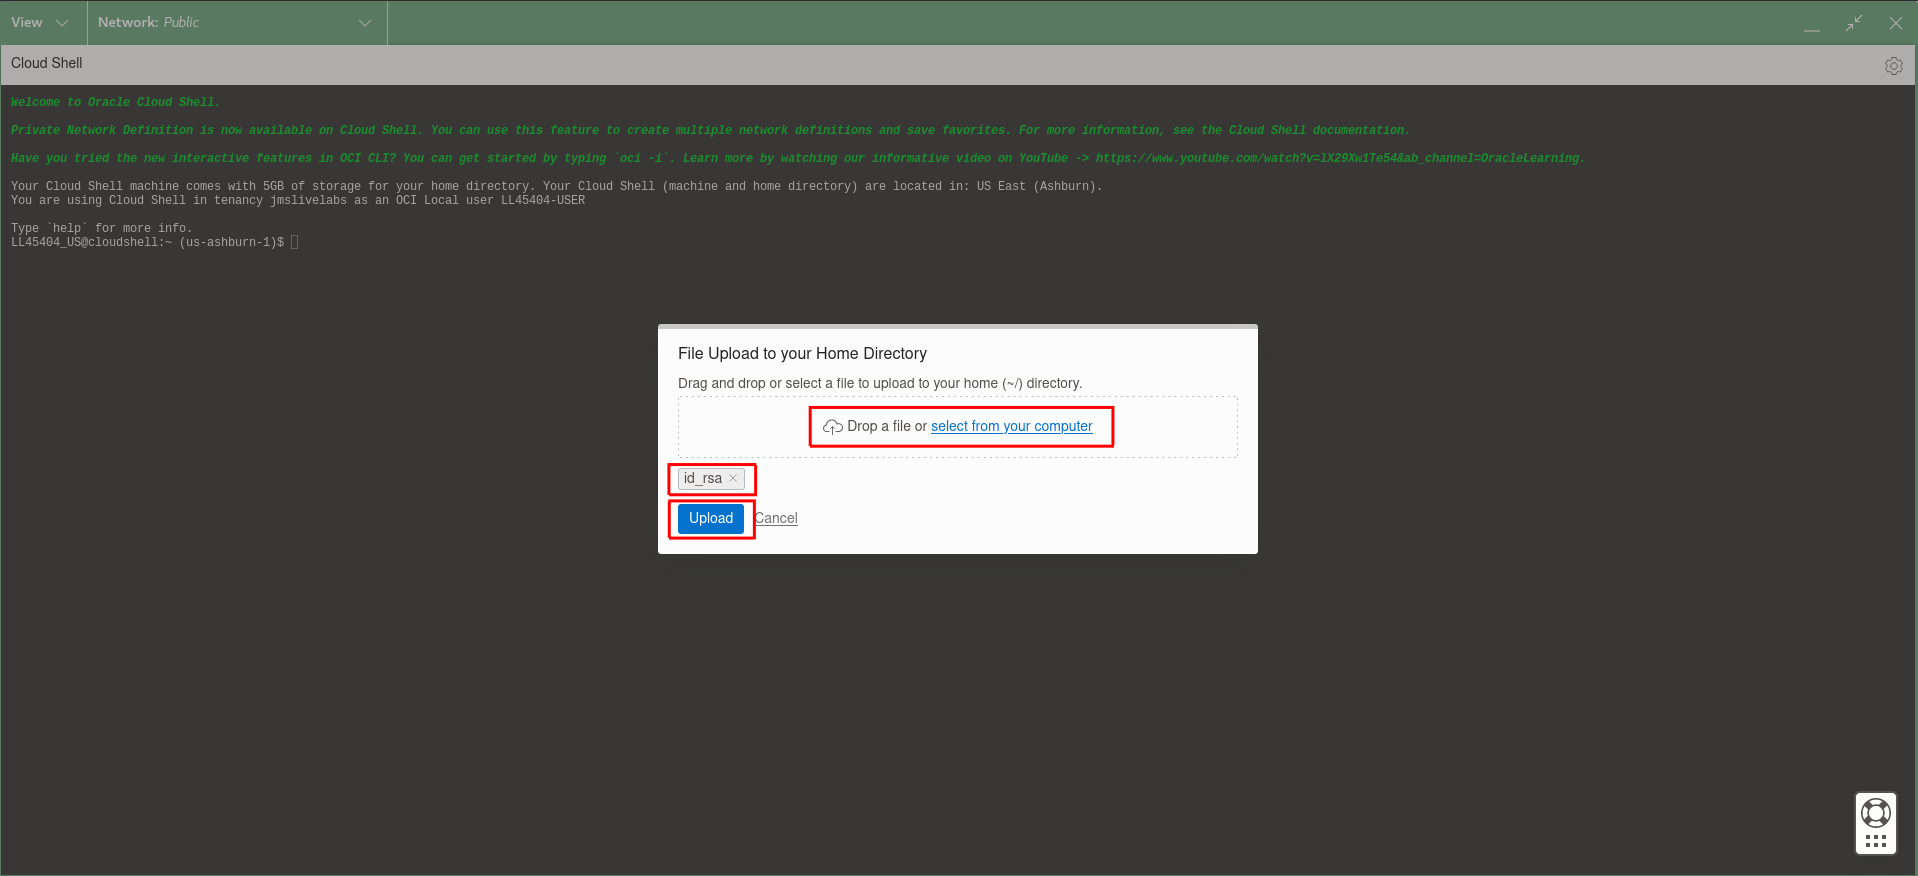 View
Network: Public
Cloud Shell
Welcome to Oracle Cloud Shell.
Private Network Definition is now available on Cloud Shell. You can use this feature to create multiple network definitions and save favorites. For more information, see the Cloud Shell documentation.
Have you tried the new interactive features in OCI CLI? You can get started by typing `oci -i`. Learn more by watching our informative video on YouTube -> https://www.youtube.com/watch?v=lX29Xw1Te54&ab_channel=OracleLearning.
Your Cloud Shell machine comes with 5GB of storage for your home directory. Your Cloud Shell (machine and home directory) are located in: US East (Ashburn).
You are using Cloud Shell in tenancy jmslivelabs as an OCI Local user LL45404-USER
Type `help` for more info.
LL45404_US@cloudshell:~ (us-ashburn-1)$
File Upload to your Home Directory
Drag and drop or select a file to upload to your home (~/) directory.
Drop a file or select from your computer
id_rsa
Upload
Cancel